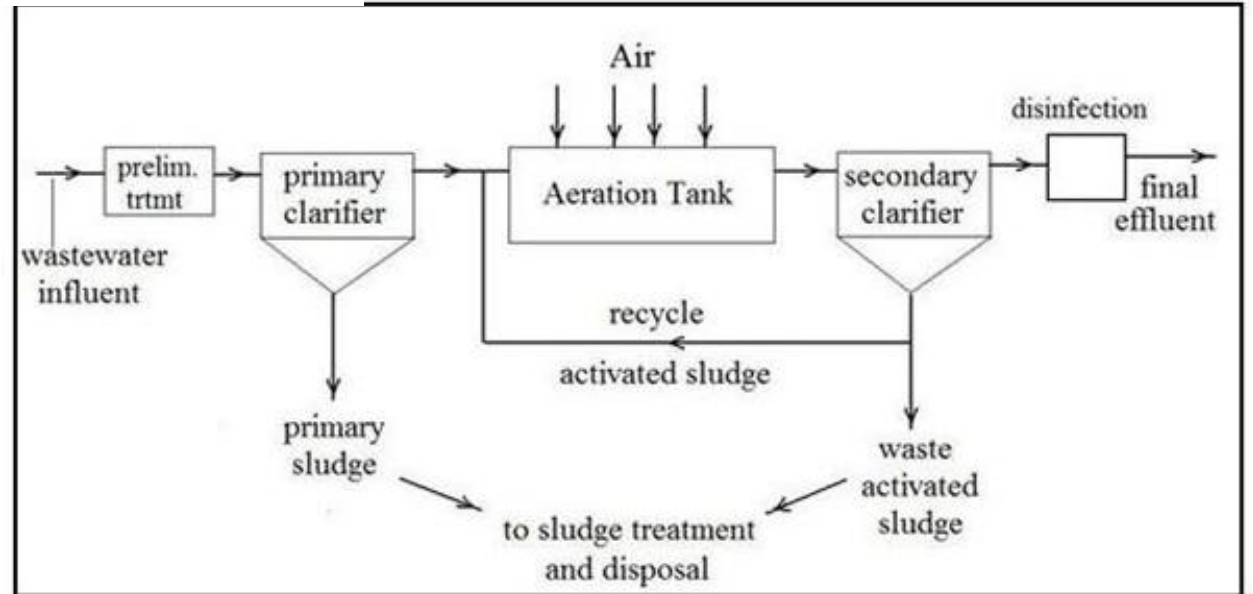 Air
disinfection
prelim.
trtmt
primary
clarifier
Aeration Tank
secondary
clarifier
final
effluent
wastewater
influent
recycle
activated sludge
primary
sludge
waste
activated
sludge
to sludge treatment
and disposal